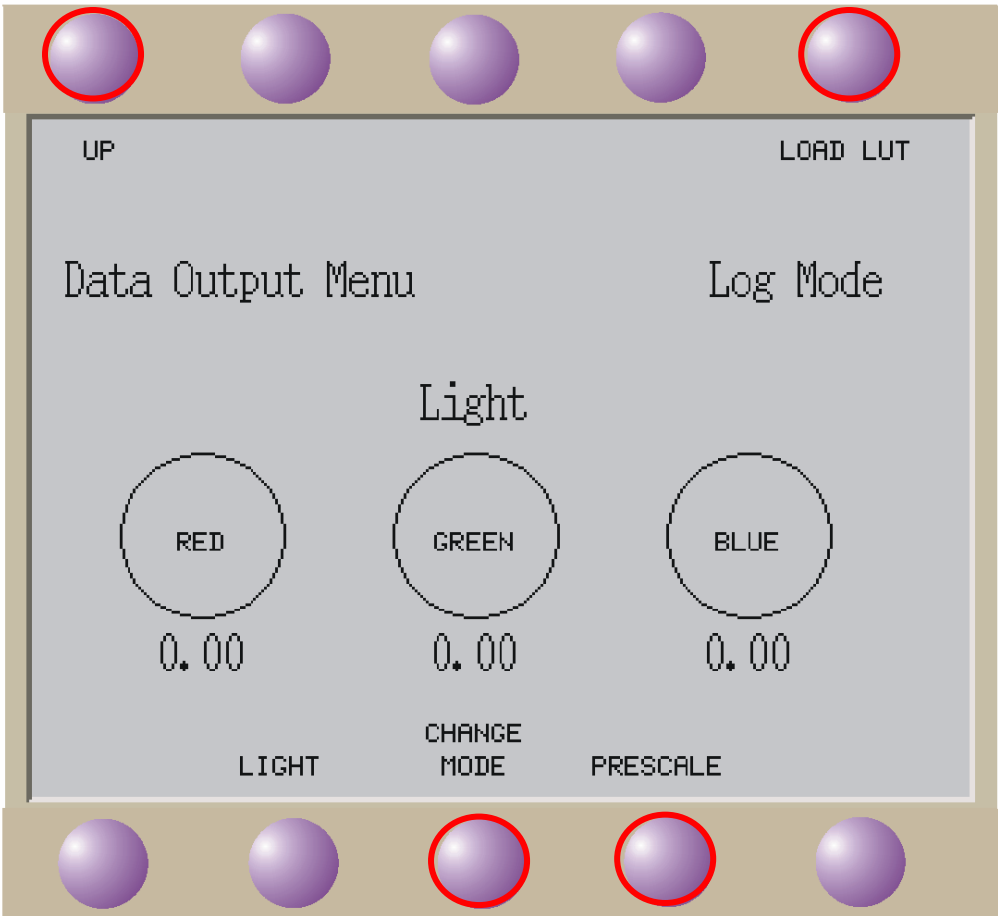 UP LOAD LUT
Data Output Menu Log Mode
Light
RED GREEN BLUE
0.00 0.00 0.00
CHANGE
LIGHT MODE PRESCALE